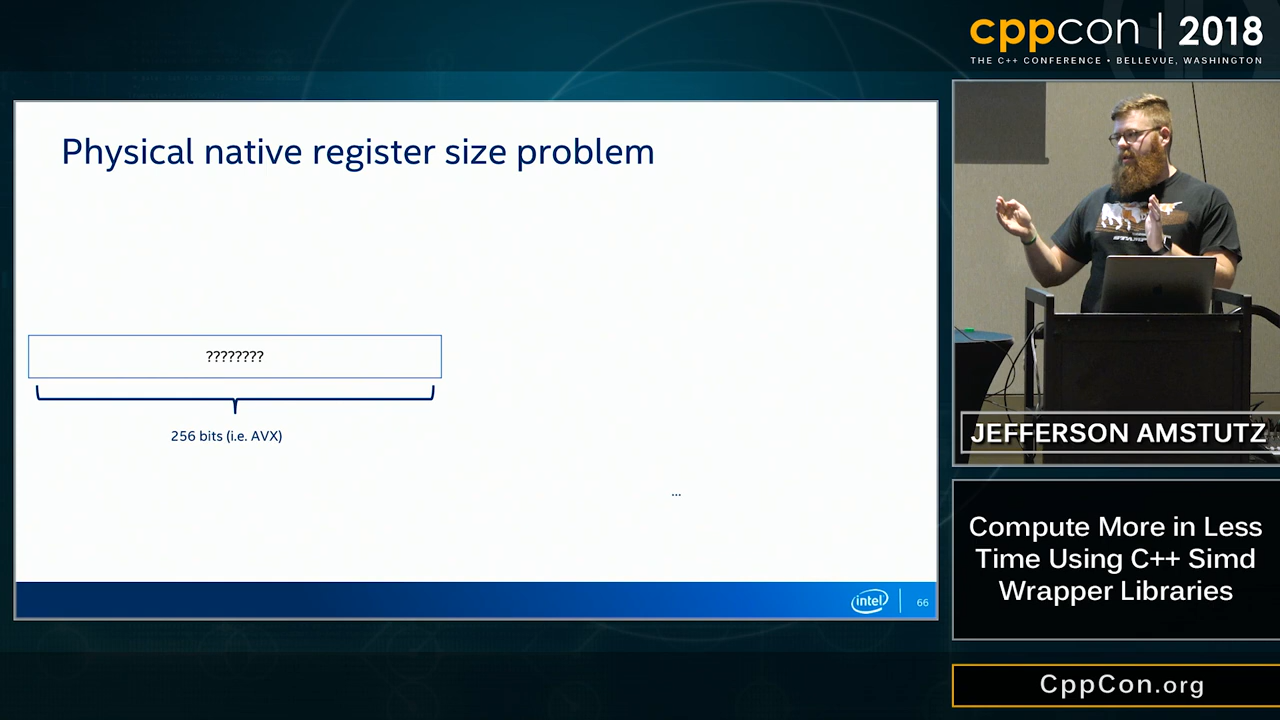 cppcon | 2018
THE C++ CONFERENCE • BELLEVUE, WASHINGTON
Physical native register size problem
????????
256 bits (i.e. AVX)
...
intel
66
JEFFERSON AMSTUTZ
Compute More in Less
Time Using C++ Simd
Wrapper Libraries
CppCon.org